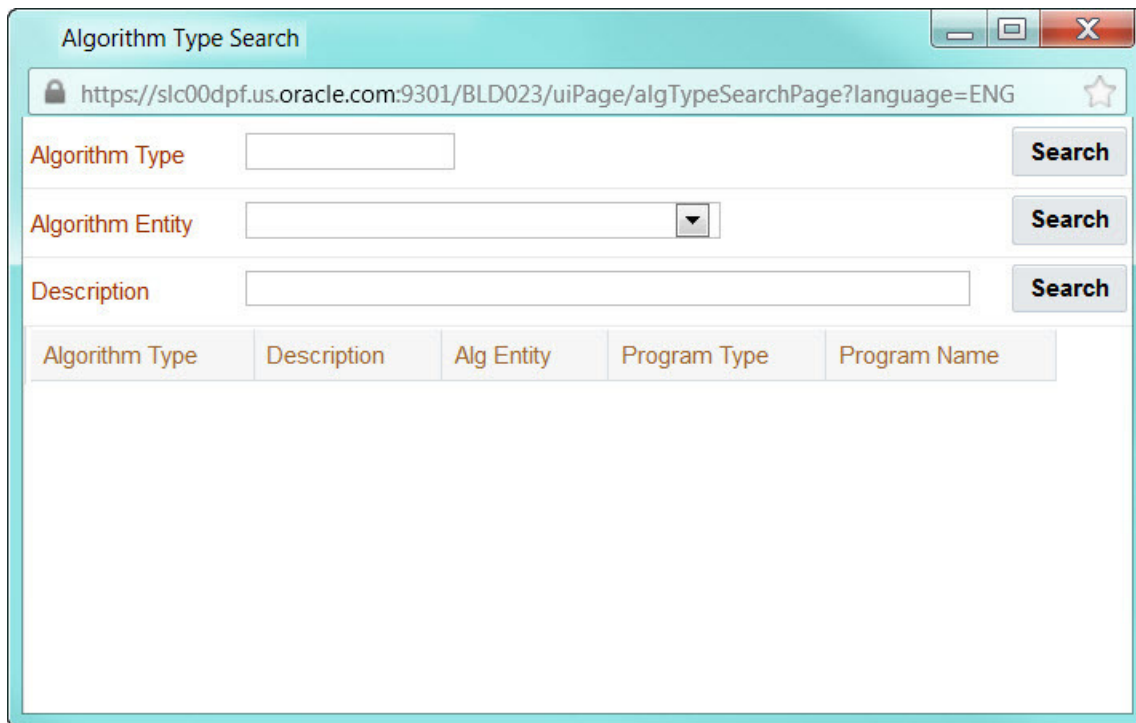 Algorithm Type Search
https://slc00dpf.us.oracle.com:9301/BLD023/uiPage/algTypeSearchPage?language=ENG
Algorithm Type Search
Algorithm Entity Search
Description Search
Algorithm Type Description Alg Entity Program Type Program Name